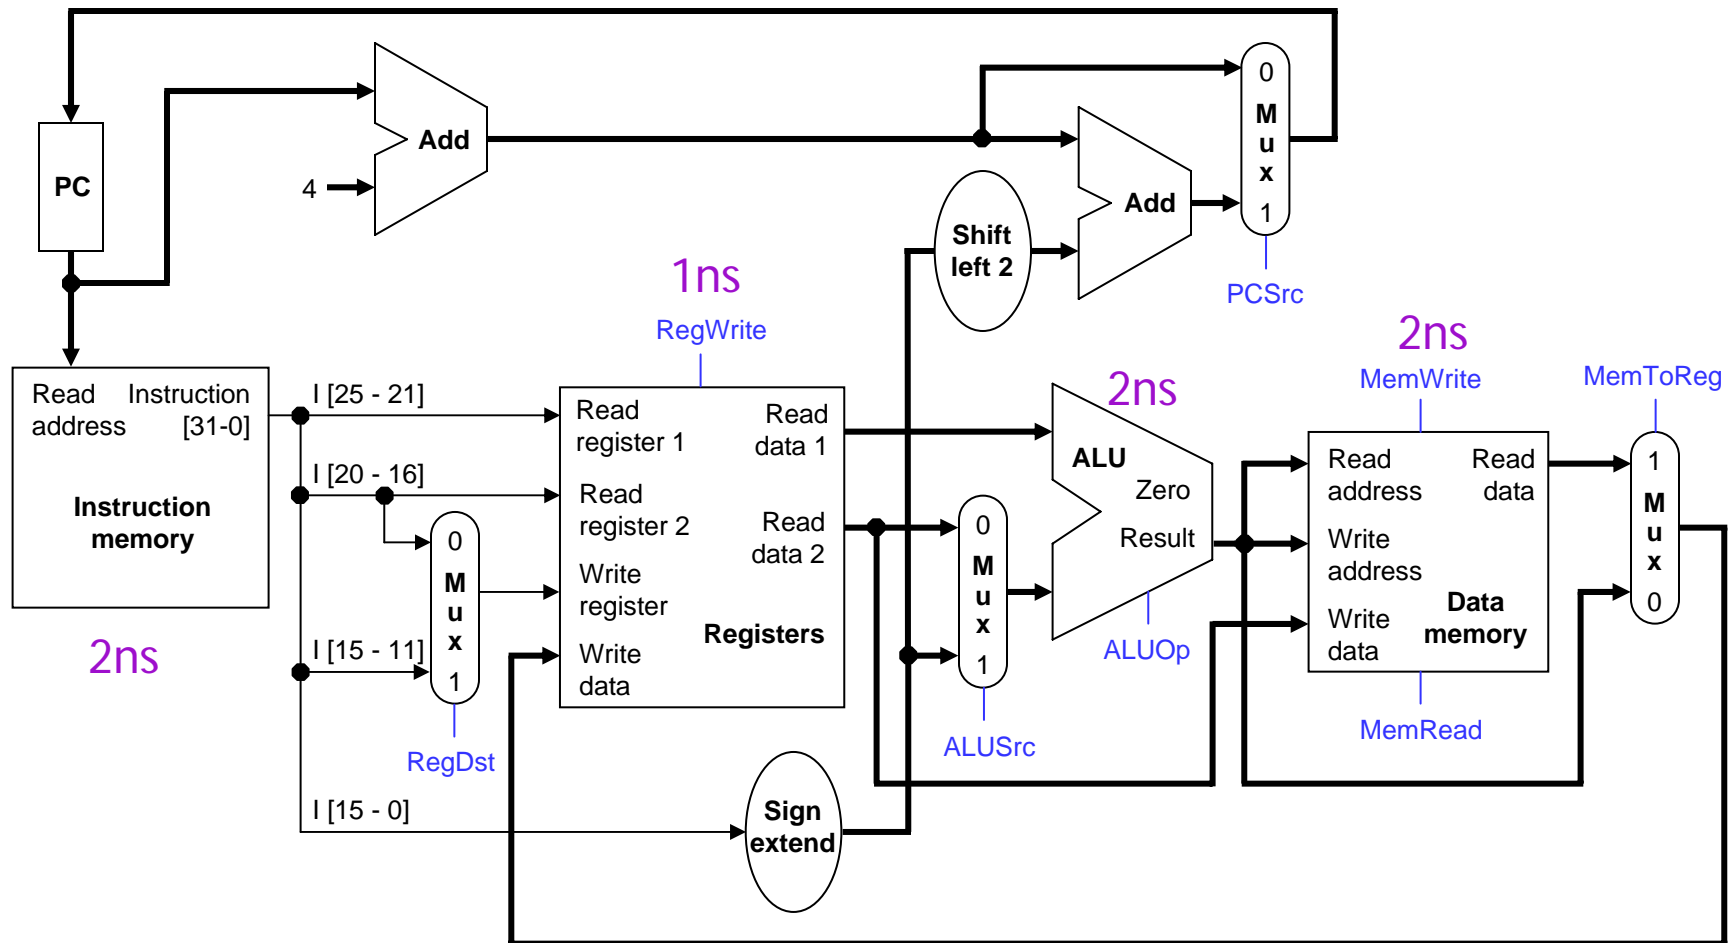 PC
Add
4
Shift
left 2
Add
0
M
u
x
1
PCSrc
1ns
RegWrite
2ns
MemWrite
MemToReg
Read address
Instruction [31-0]
Instruction
memory
2ns
I [25 - 21]
I [20 - 16]
I [15 - 11]
I [15 - 0]
0
M
u
x
1
RegDst
Read
register 1
Read
register 2
Write
register
Write
data
Read
data 1
Read
data 2
Registers
Sign
extend
0
M
u
x
1
ALUSrc
2ns
ALU
Zero
Result
ALUOp
Read
address
Write
address
Write
data
Read
data
Data
memory
MemRead
1
M
u
x
0